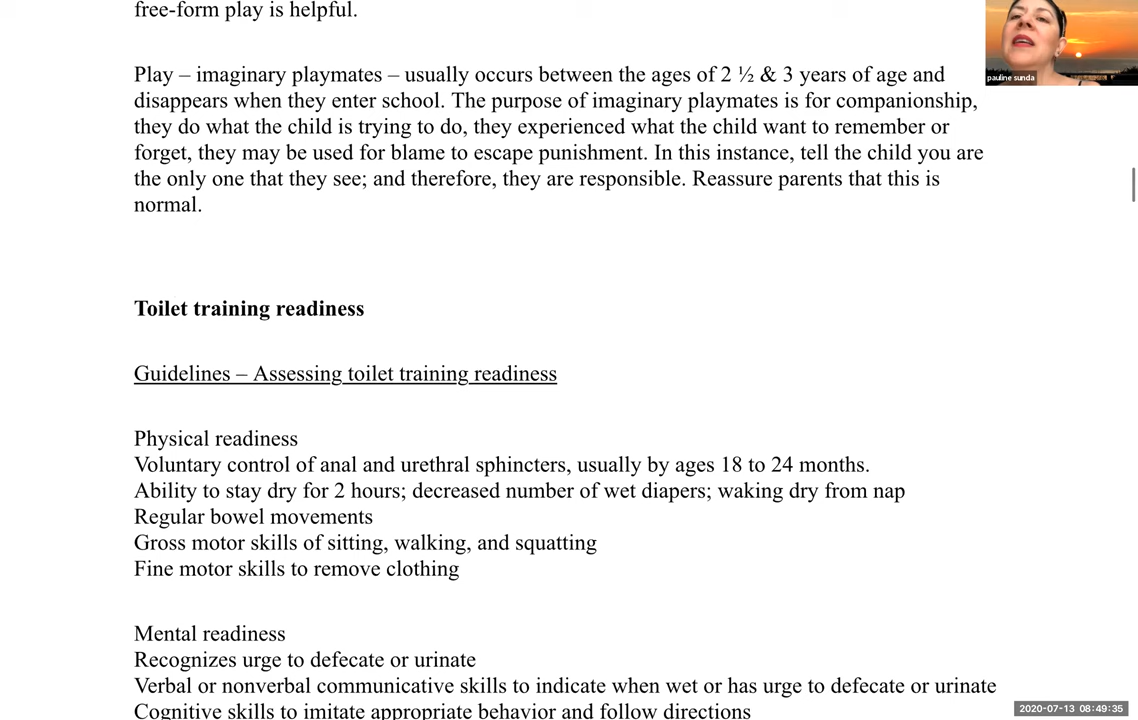 free-form play is helpful.
Play – imaginary playmates – usually occurs between the ages of 2 ½ & 3 years of age and
disappears when they enter school. The purpose of imaginary playmates is for companionship,
they do what the child is trying to do, they experienced what the child want to remember or
forget, they may be used for blame to escape punishment. In this instance, tell the child you are
the only one that they see; and therefore, they are responsible. Reassure parents that this is
normal.
pauline sunda
Toilet training readiness
Guidelines – Assessing toilet training readiness
Physical readiness
Voluntary control of anal and urethral sphincters, usually by ages 18 to 24 months.
Ability to stay dry for 2 hours; decreased number of wet diapers; waking dry from nap
Regular bowel movements
Gross motor skills of sitting, walking, and squatting
Fine motor skills to remove clothing
Mental readiness
Recognizes urge to defecate or urinate
Verbal or nonverbal communicative skills to indicate when wet or has urge to defecate or urinate
Cognitive skills to imitate appropriate behavior and follow directions
2020-07-13 08:49:35